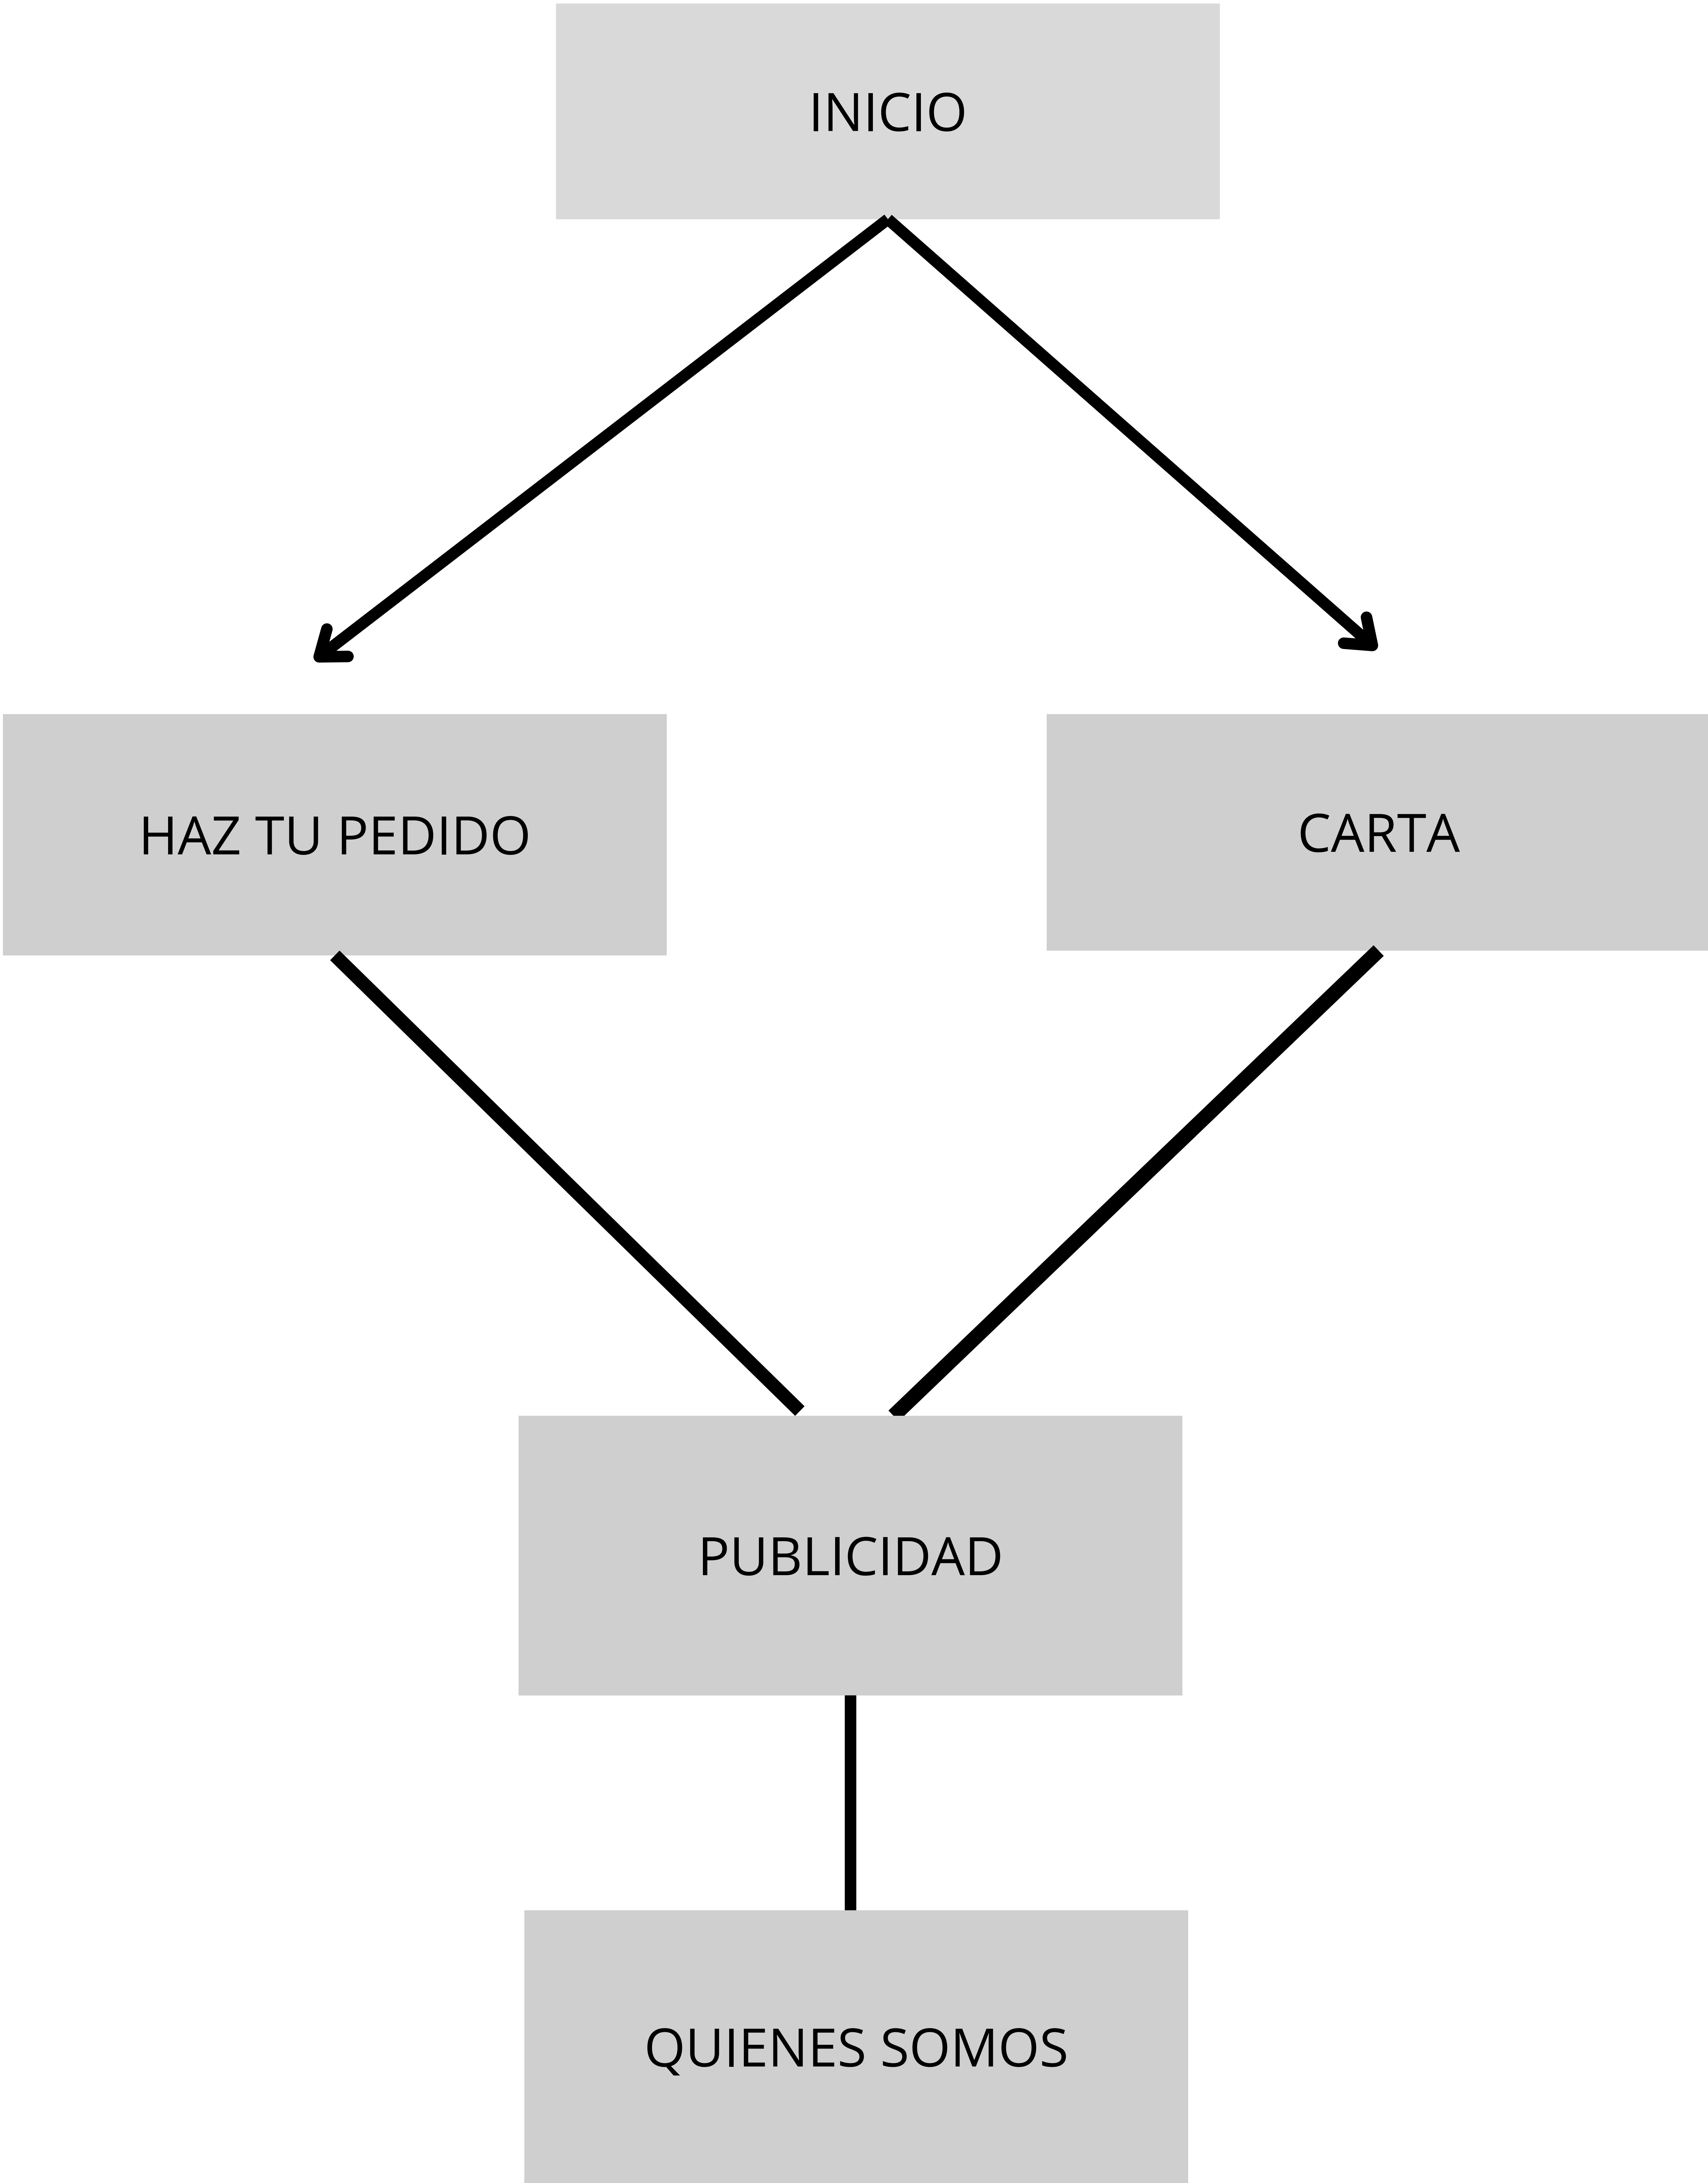 INICIO
HAZ TU PEDIDO
CARTA
PUBLICIDAD
QUIENES SOMOS